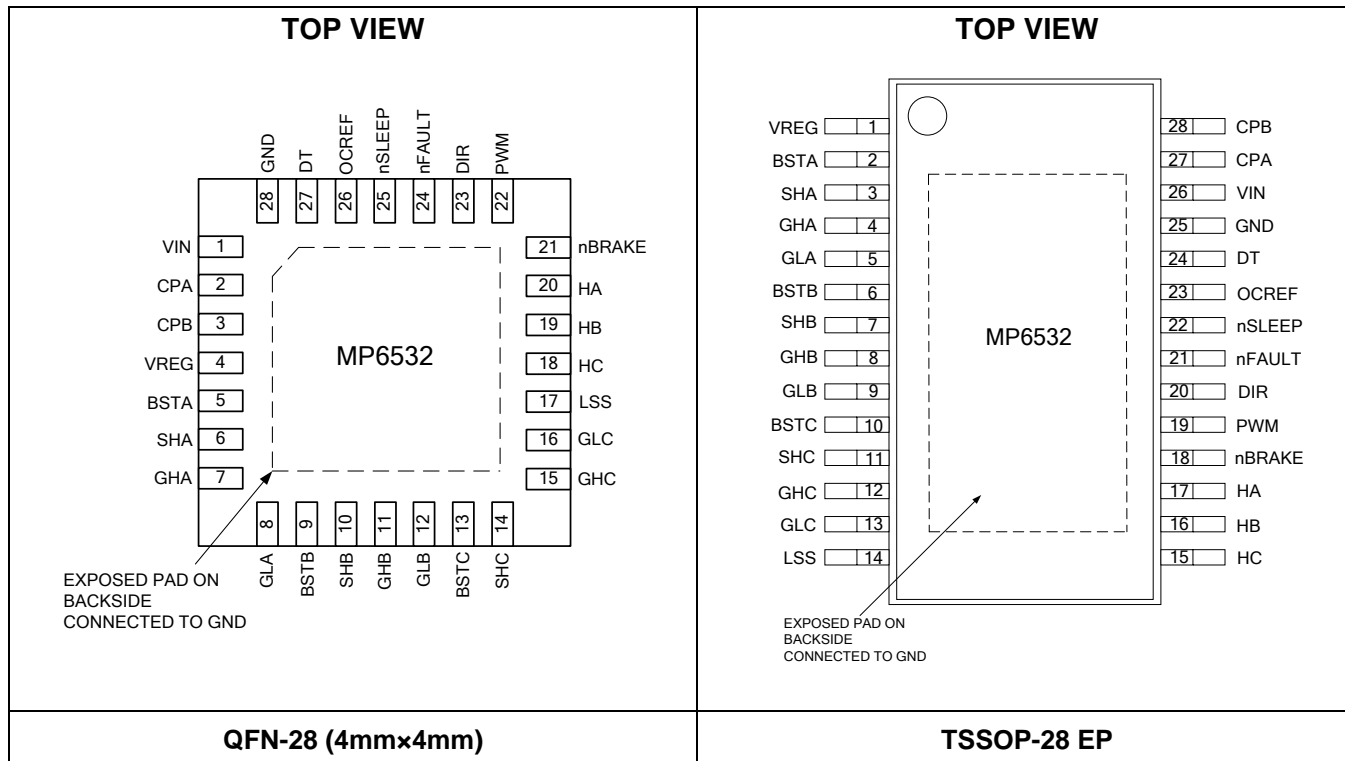 TOP VIEW
GND
DT
OCREF
nSLEEP
nFAULT
DIR
PWM
28
27
26
25
24
23
22
VIN 1
CPA 2
CPB 3
VREG 4
BSTA 5
SHA 6
GHA 7
MP6532
21 nBRAKE
20 HA
19 HB
18 HC
17 LSS
16 GLC
15 GHC
8
9
10
11
12
13
14
GLA
BSTB
SHB
GHB
GLB
BSTC
SHC
EXPOSED PAD ON
BACKSIDE
CONNECTED TO GND
QFN-28 (4mm×4mm)
TOP VIEW
VREG 1
BSTA 2
SHA 3
GHA 4
GLA 5
BSTB 6
SHB 7
GHB 8
GLB 9
BSTC 10
SHC 11
GHC 12
GLC 13
LSS 14
MP6532
28 CPB
27 CPA
26 VIN
25 GND
24 DT
23 OCREF
22 nSLEEP
21 nFAULT
20 DIR
19 PWM
18 nBRAKE
17 HA
16 HB
15 HC
EXPOSED PAD ON
BACKSIDE
CONNECTED TO GND
TSSOP-28 EP